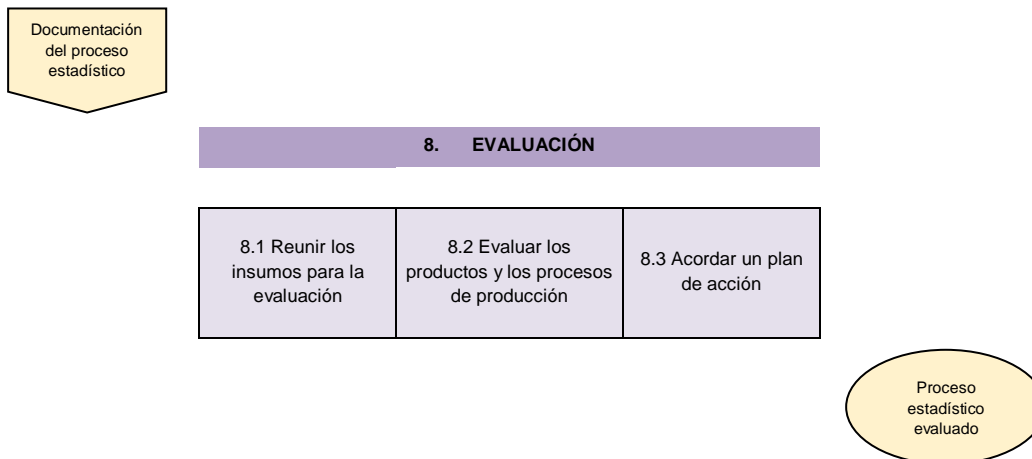 Documentación
del proceso
estadístico
8. EVALUACIÓN
8.1 Reunir los
insumos para la
evaluación
8.2 Evaluar los
productos y los procesos
de producción
8.3 Acordar un plan
de acción
Proceso
estadístico
evaluado